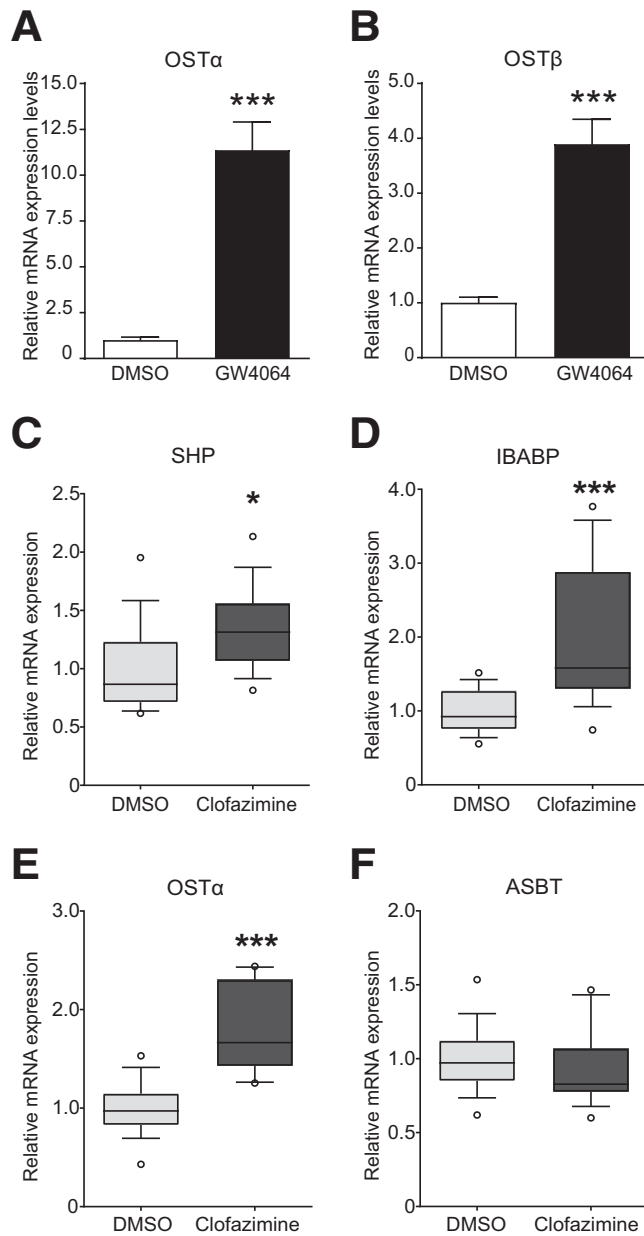 A
OSTα
Relative mRNA expression levels
15.0
12.5
10.0
7.5
5.0
2.5
0
***
DMSO
GW4064
B
OSTβ
Relative mRNA expression levels
5.0
4.0
3.0
2.0
1.0
0
***
DMSO
GW4064
C
SHP
Relative mRNA expression
2.5
2.0
1.5
1.0
0.5
0
*
DMSO
Clofazimine
D
IBABP
Relative mRNA expression
4.0
3.0
2.0
1.0
0
***
DMSO
Clofazimine
E
OSTα
Relative mRNA expression
3.0
2.0
1.0
0
***
DMSO
Clofazimine
F
ASBT
Relative mRNA expression
2.0
1.5
1.0
0.5
0
DMSO
Clofazimine